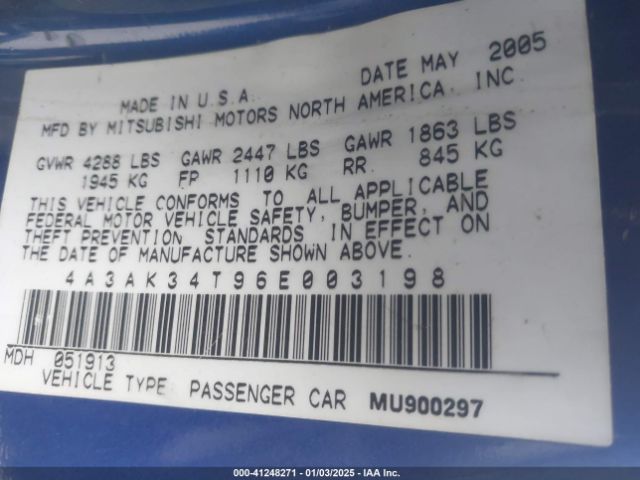 MADE IN U.S.A. DATE MAY 2005
MFD BY MITSUBISHI MOTORS NORTH AMERICA, INC.
GVWR 4288 LBS GAWR 2447 LBS GAWR 1863 LBS
1945 KG FP 1110 KG RR. 845 KG
THIS VEHICLE CONFORMS TO ALL APPLICABLE
FEDERAL MOTOR VEHICLE SAFETY, BUMPER, AND
THEFT PREVENTION STANDARDS IN EFFECT ON
THE DATE OF MANUFACTURE SHOWN ABOVE.
4A3AK34T96E003198
MDH 051913
VEHICLE TYPE PASSENGER CAR MU900297
000-41248271 - 01/03/2025 - IAA Inc.